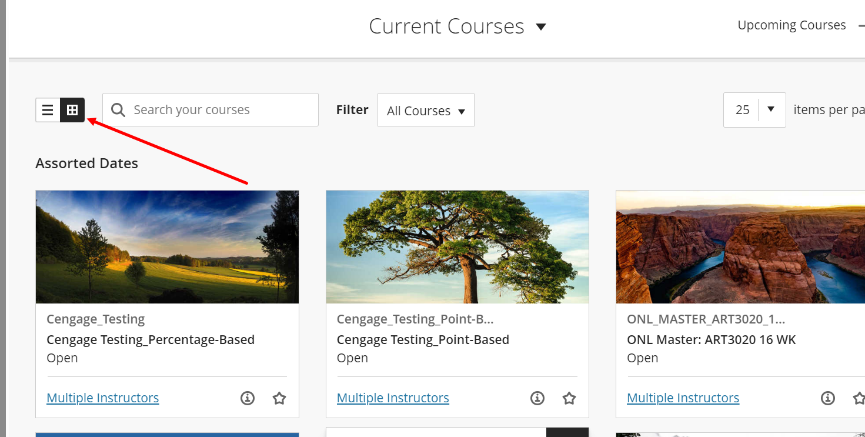 Current Courses
Upcoming Courses
Search your courses
Filter
All Courses
25
items per pa
Assorted Dates
Cengage_Testing
Cengage Testing_Percentage-Based
Open
Multiple Instructors
Cengage_Testing_Point-B...
Cengage Testing_Point-Based
Open
Multiple Instructors
ONL_MASTER_ART3020_1...
ONL Master: ART3020 16 WK
Open
Multiple Instructors